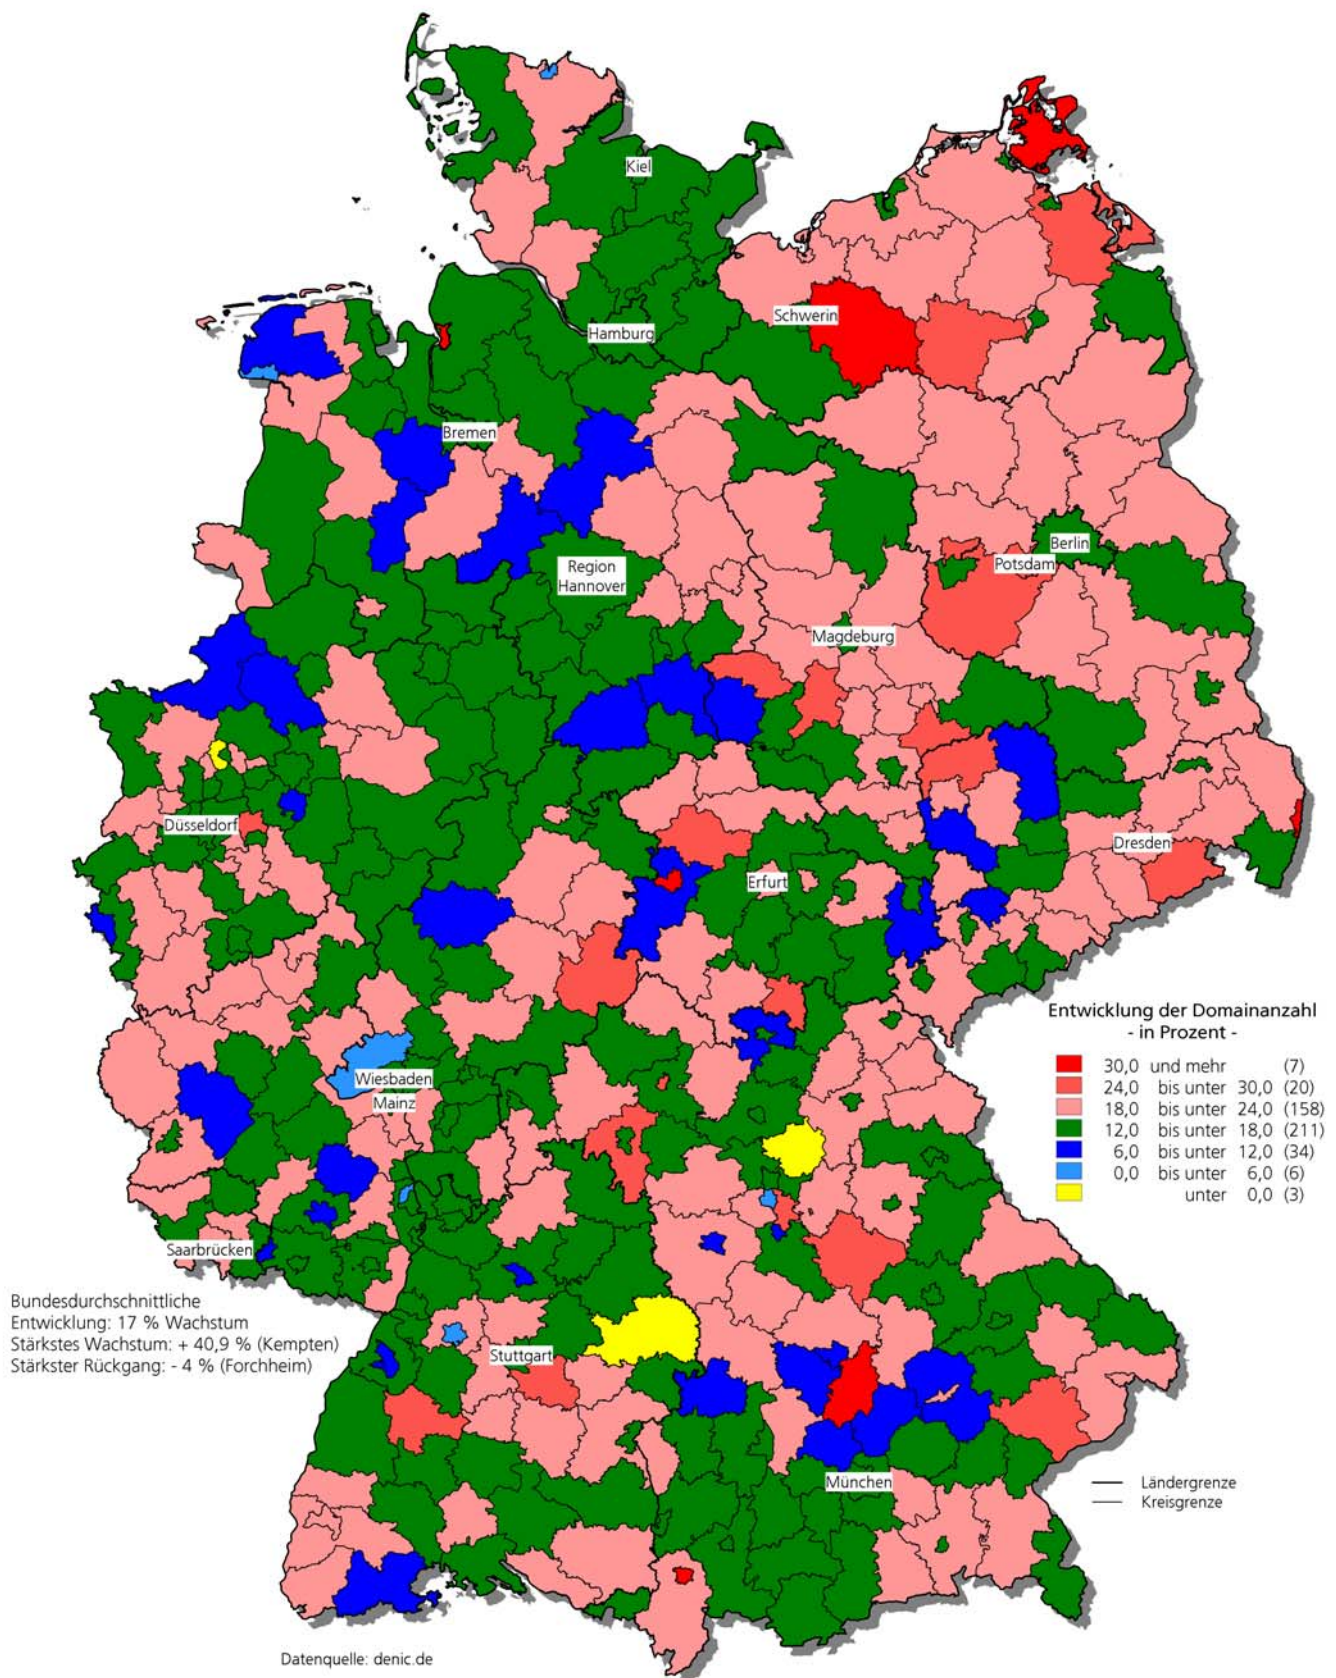 Kiel
Schwerin
Hamburg
Bremen
Berlin
Potsdam
Region
Hannover
Magdeburg
Düsseldorf
Dresden
Erfurt
Entwicklung der Domainanzahl
- in Prozent -
30,0 und mehr (7)
24,0 bis unter 30,0 (20)
18,0 bis unter 24,0 (158)
12,0 bis unter 18,0 (211)
6,0 bis unter 12,0 (34)
0,0 bis unter 6,0 (6)
unter 0,0 (3)
Wiesbaden
Mainz
Saarbrücken
Bundesdurchschnittliche
Entwicklung: 17 % Wachstum
Stärkstes Wachstum: + 40,9 % (Kempten)
Stärkster Rückgang: - 4 % (Forchheim)
Stuttgart
München
Ländergrenze
Kreisgrenze
Datenquelle: denic.de